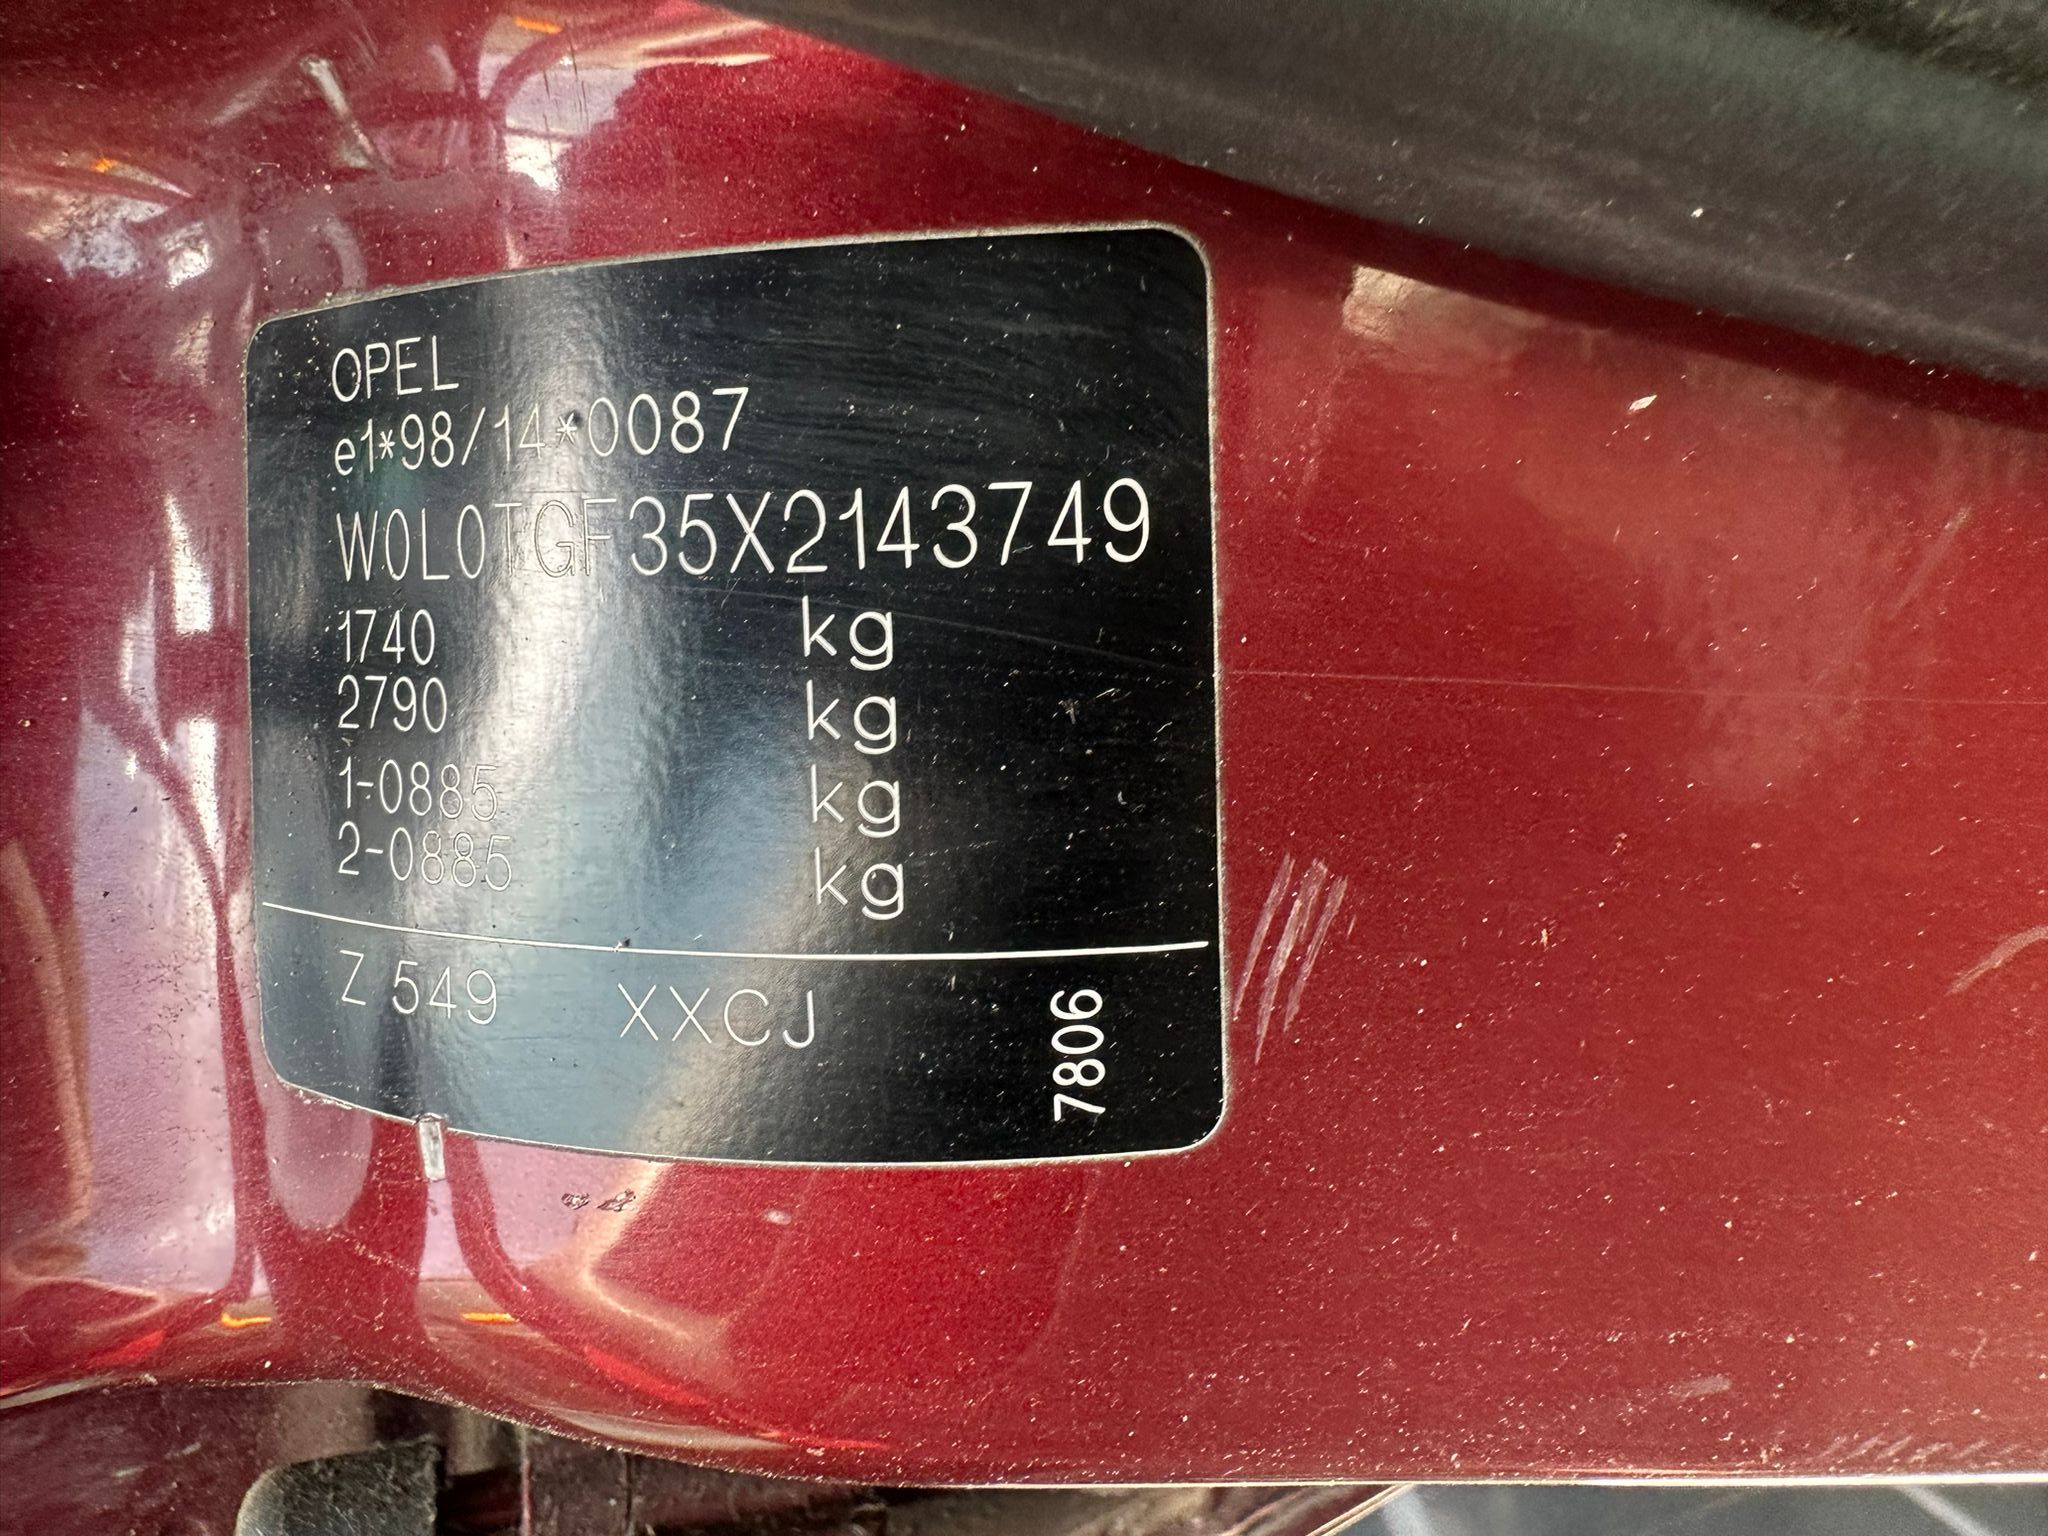 OPEL
e1*98/14*0087
W0L0TGF35X2143749
1740 kg
2790 kg
1-0885 kg
2-0885 kg
Z 549 XXCJ
7806